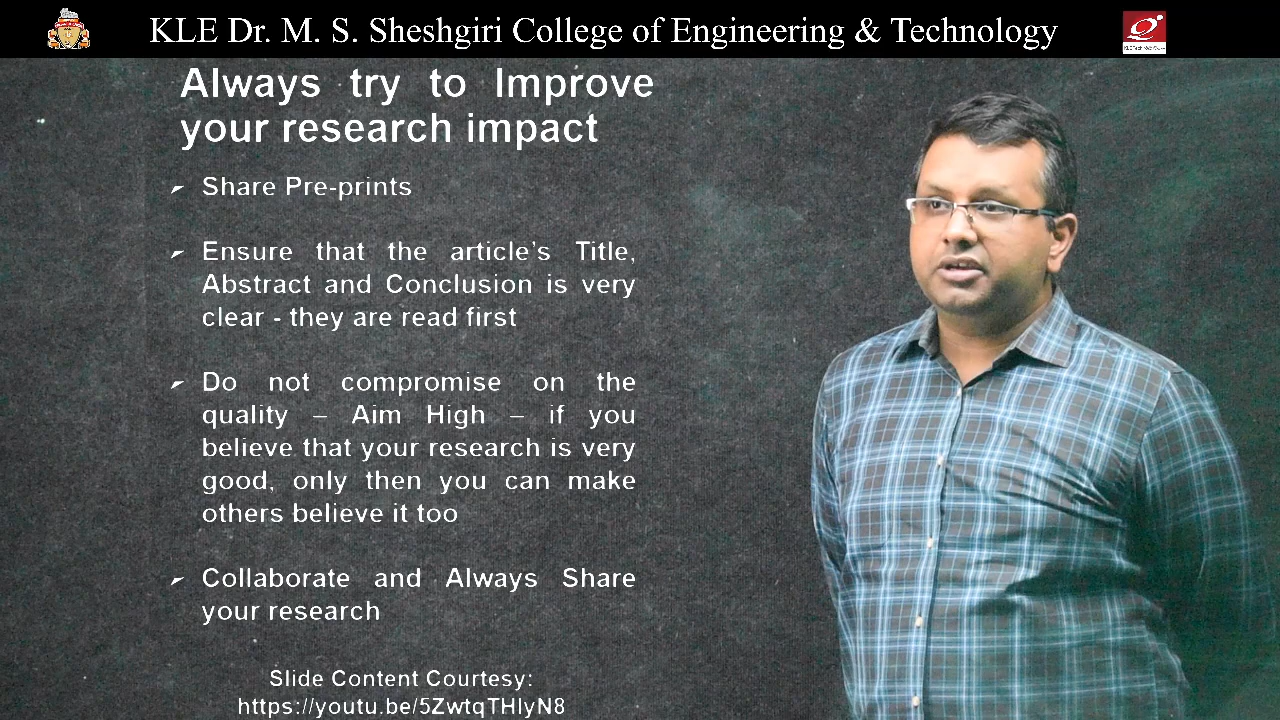 KLE Dr. M. S. Sheshgiri College of Engineering & Technology
Always try to Improve
your research impact
Share Pre-prints
Ensure that the article's Title,
Abstract and Conclusion is very
clear - they are read first
Do not compromise on the
quality – Aim High – if you
believe that your research is very
good, only then you can make
others believe it too
Collaborate and Always Share
your research
Slide Content Courtesy:
https://youtu.be/5ZwtqTHIyN8